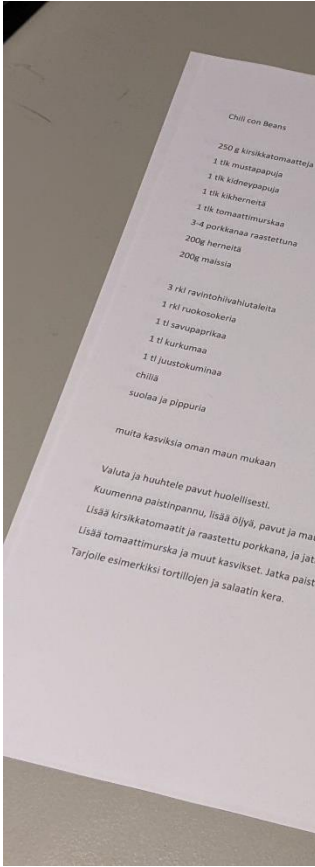 Chili con Beans
250 g kirsikkatomaatteja
1 tlk mustapapuja
1 tlk kidneypapuja
1 tlk kikherneitä
1 tlk tomaattimurskaa
3-4 porkkanaa raastettuna
200g herneitä
200g maissia
3 rkl ravintohiivahiutaleita
1 rkl ruokosokeria
1 tl savupaprikaa
1 tl kurkumaa
1 tl juustokuminaa
chiliä
suolaa ja pippuria
muita kasviksia oman maun mukaan
Valuta ja huuhtele pavut huolellisesti.
Kuumenna paistinpannu, lisää öljyä, pavut ja
Lisää kirsikkatomaatit ja raastettu porkkana, ja
Lisää tomaattimurska ja muut kasvikset. Jatka
Tarjoile esimerkiksi tortillojen ja salaatin kera.